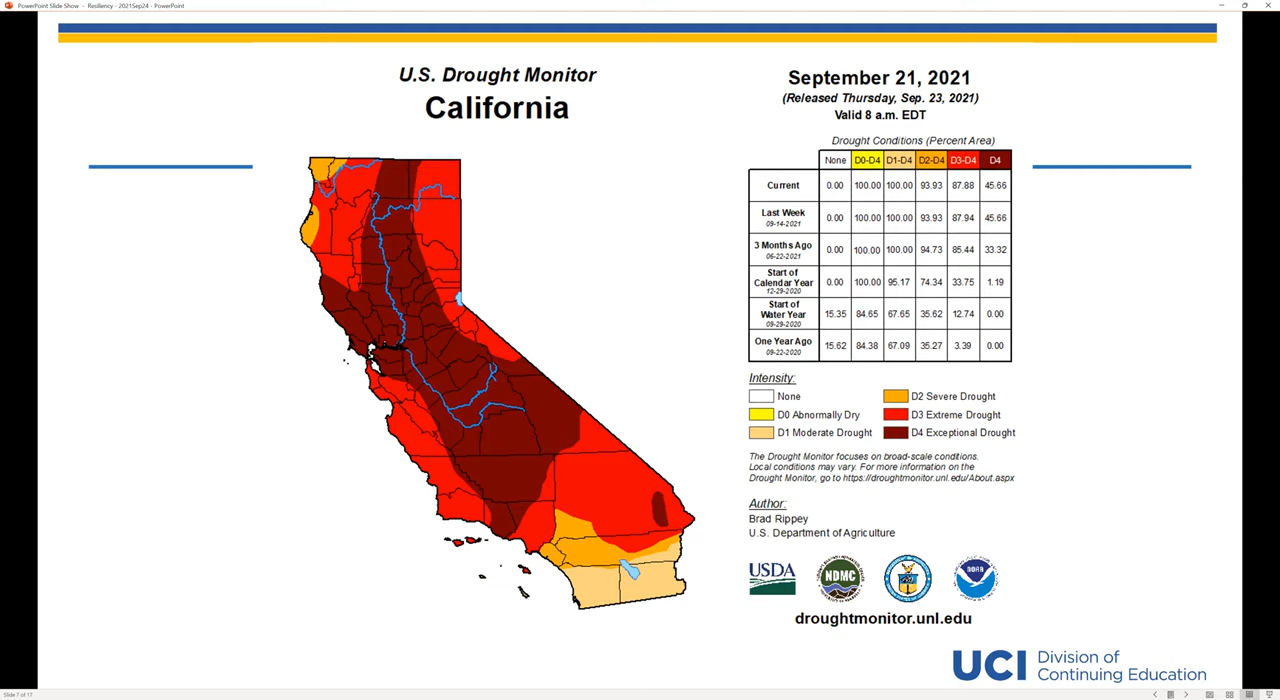 PowerPoint Slide Show - Resiliency - 2021Sep24 - PowerPoint
U.S. Drought Monitor
California
September 21, 2021
(Released Thursday, Sep. 23, 2021)
Valid 8 a.m. EDT
Drought Conditions (Percent Area)
None D0-D4 D1-D4 D2-D4 D3-D4 D4
Current 0.00 100.00 100.00 93.93 87.88 45.66
Last Week
09-14-2021
0.00 100.00 100.00 93.93 87.94 45.66
3 Months Ago
06-22-2021
0.00 100.00 100.00 94.73 85.44 33.32
Start of
Calendar Year
12-29-2020
0.00 100.00 95.17 74.34 33.75 1.19
Start of
Water Year
09-29-2020
15.35 84.65 67.65 35.62 12.74 0.00
One Year Ago
09-22-2020
15.62 84.38 67.09 35.27 3.39 0.00
Intensity:
None
D0 Abnormally Dry
D1 Moderate Drought
D2 Severe Drought
D3 Extreme Drought
D4 Exceptional Drought
The Drought Monitor focuses on broad-scale conditions.
Local conditions may vary. For more information on the
Drought Monitor, go to https://droughtmonitor.unl.edu/About.aspx
Author:
Brad Rippey
U.S. Department of Agriculture
USDA
NDMC
NOAA
droughtmonitor.unl.edu
UCI Division of
Continuing Education
Slide 7 of 17